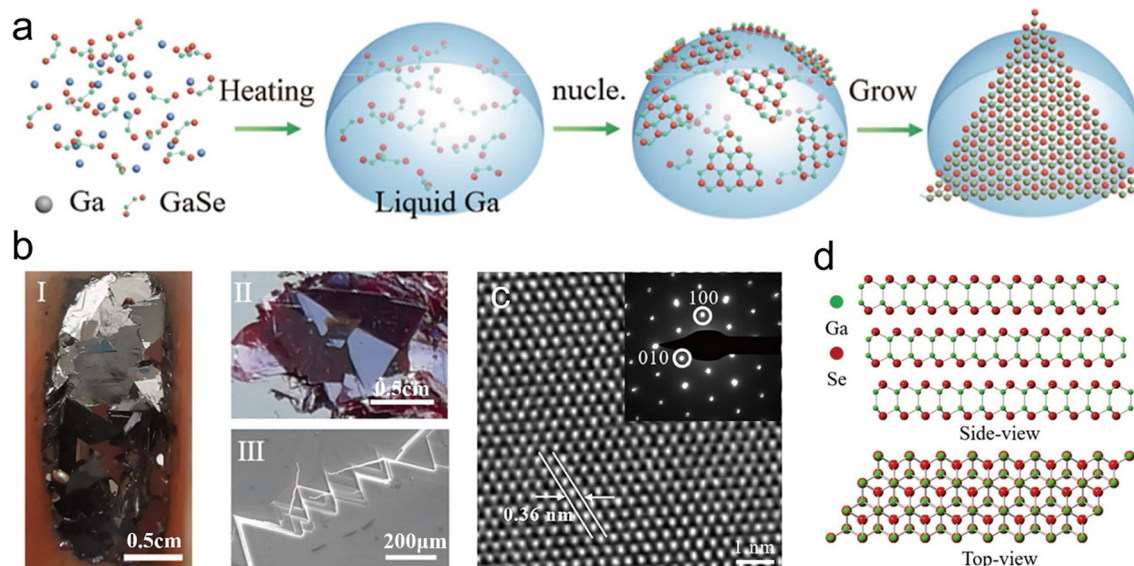 a
Heating
nucle.
Grow
Ga
GaSe
Liquid Ga
b
I
0.5cm
II
0.5cm
III
200μm
c
100
010
0.36 nm
1 nm
d
Ga
Se
Side-view
Top-view